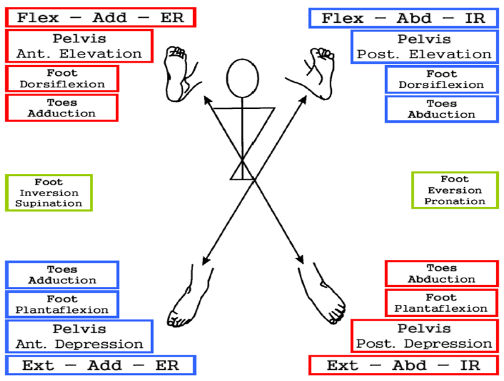 Flex – Add – ER
Pelvis
Ant. Elevation
Foot
Dorsiflexion
Toes
Adduction
Flex – Abd – IR
Pelvis
Post. Elevation
Foot
Dorsiflexion
Toes
Abduction
Foot
Inversion
Supination
Foot
Eversion
Pronation
Toes
Adduction
Foot
Plantaflexion
Pelvis
Ant. Depression
Ext – Add – ER
Toes
Abduction
Foot
Plantaflexion
Pelvis
Post. Depression
Ext – Abd – IR